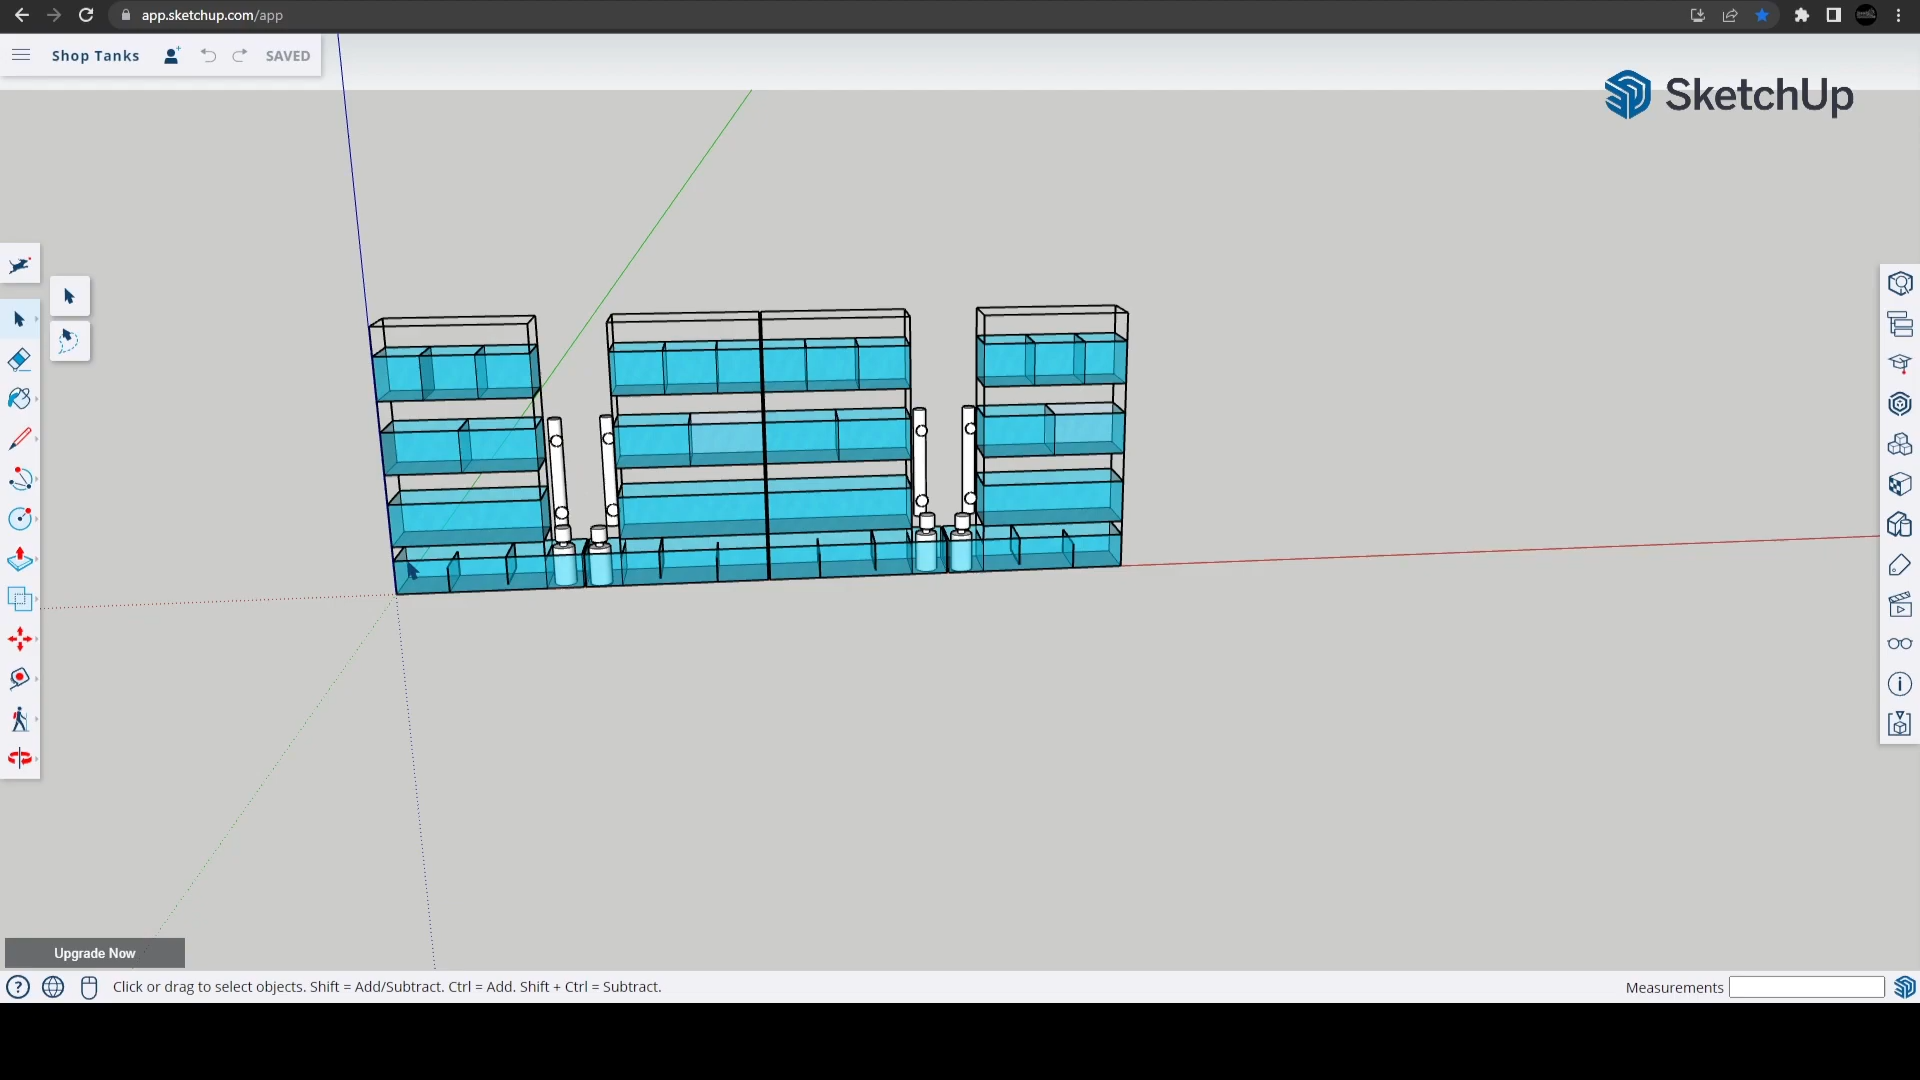 app.sketchup.com/app
Shop Tanks
SAVED
SketchUp
Upgrade Now
Click or drag to select objects. Shift = Add/Subtract. Ctrl = Add. Shift + Ctrl = Subtract.
Measurements